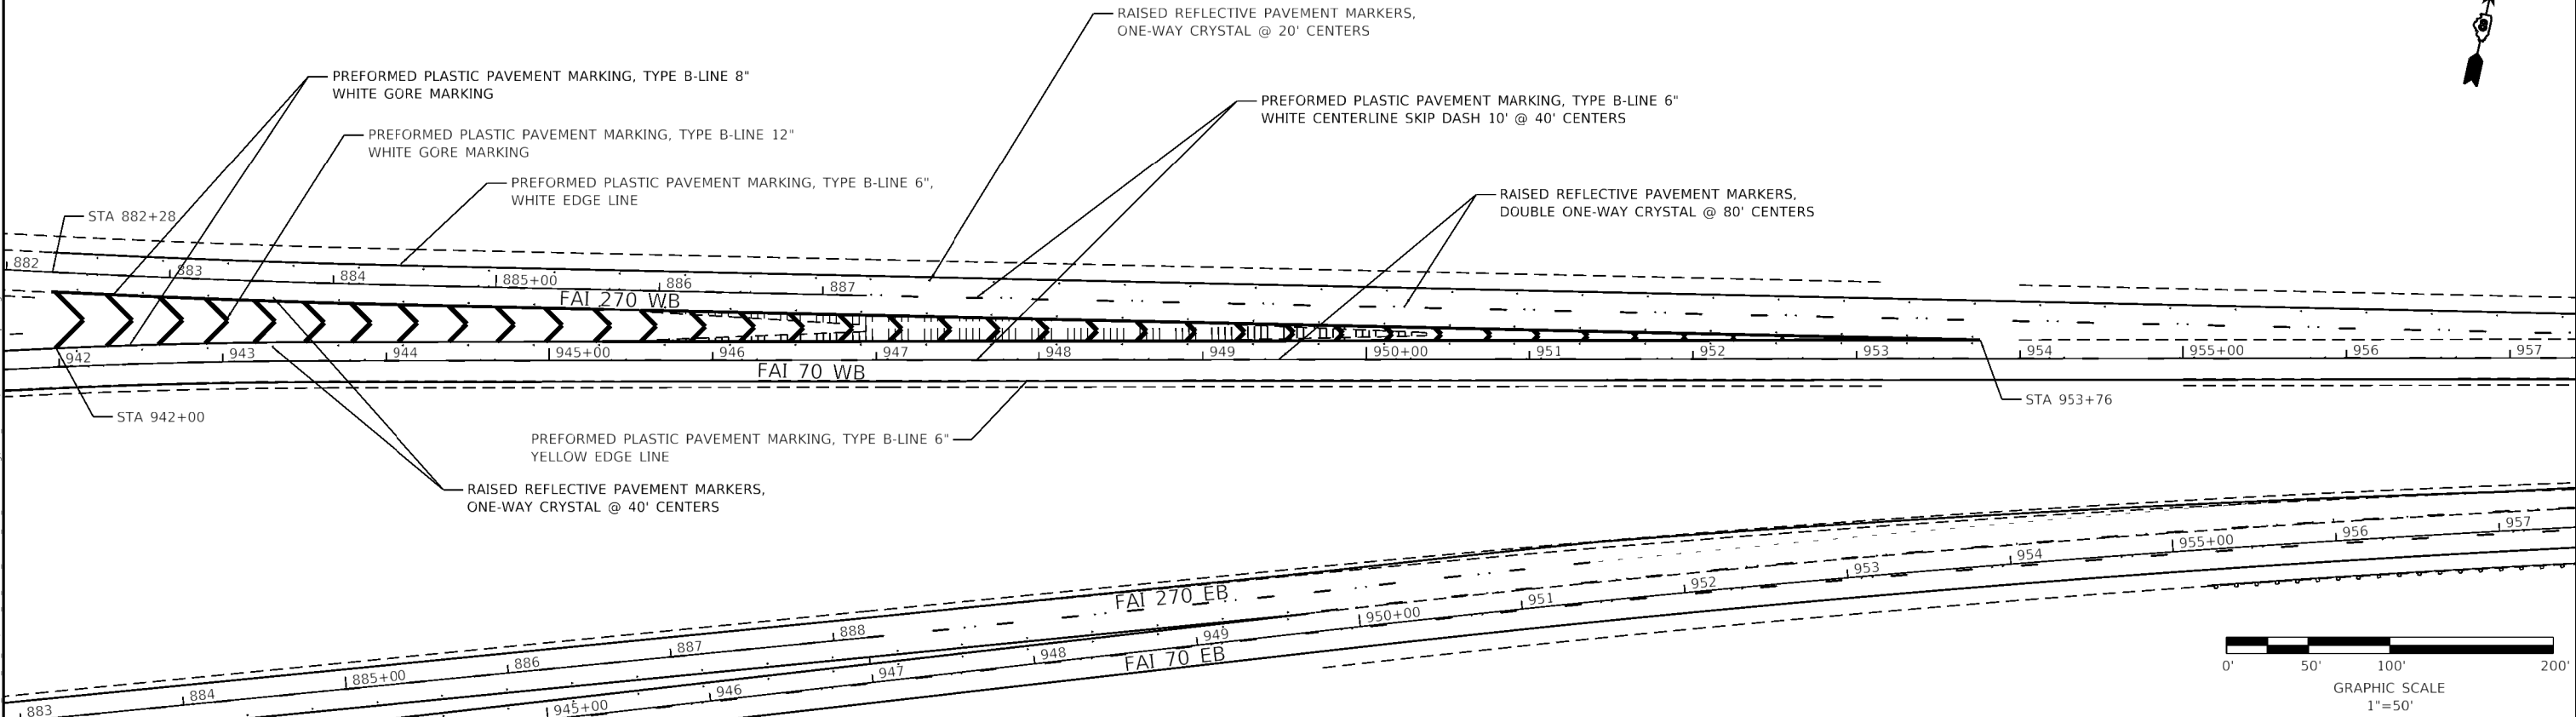 RAISED REFLECTIVE PAVEMENT MARKERS,
ONE-WAY CRYSTAL @ 20' CENTERS
PREFORMED PLASTIC PAVEMENT MARKING, TYPE B-LINE 8"
WHITE GORE MARKING
PREFORMED PLASTIC PAVEMENT MARKING, TYPE B-LINE 6"
WHITE CENTERLINE SKIP DASH 10' @ 40' CENTERS
PREFORMED PLASTIC PAVEMENT MARKING, TYPE B-LINE 12"
WHITE GORE MARKING
PREFORMED PLASTIC PAVEMENT MARKING, TYPE B-LINE 6",
WHITE EDGE LINE
RAISED REFLECTIVE PAVEMENT MARKERS,
DOUBLE ONE-WAY CRYSTAL @ 80' CENTERS
STA 882+28
882 883 884 885+00 886 887
FAI 270 WB
942 943 944 945+00 946 947 948 949 950+00 951 952 953 954 955+00 956 957
FAI 70 WB
STA 953+76
STA 942+00
PREFORMED PLASTIC PAVEMENT MARKING, TYPE B-LINE 6"
YELLOW EDGE LINE
RAISED REFLECTIVE PAVEMENT MARKERS,
ONE-WAY CRYSTAL @ 40' CENTERS
883 884 885+00 886 887 888
FAI 270 EB
945+00 946 947 948 949 950+00 951 952 953 954 955+00 956 957
FAI 70 EB
0' 50' 100' 200'
GRAPHIC SCALE
1"=50'